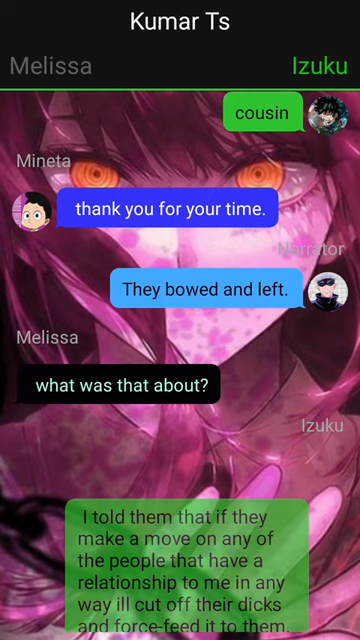 Kumar Ts
Melissa Izuku
cousin
Mineta
thank you for your time.
Narrator
They bowed and left.
Melissa
what was that about?
Izuku
I told them that if they
make a move on any of
the people that have a
relationship to me in any
way ill cut off their dicks
and force-feed it to them.